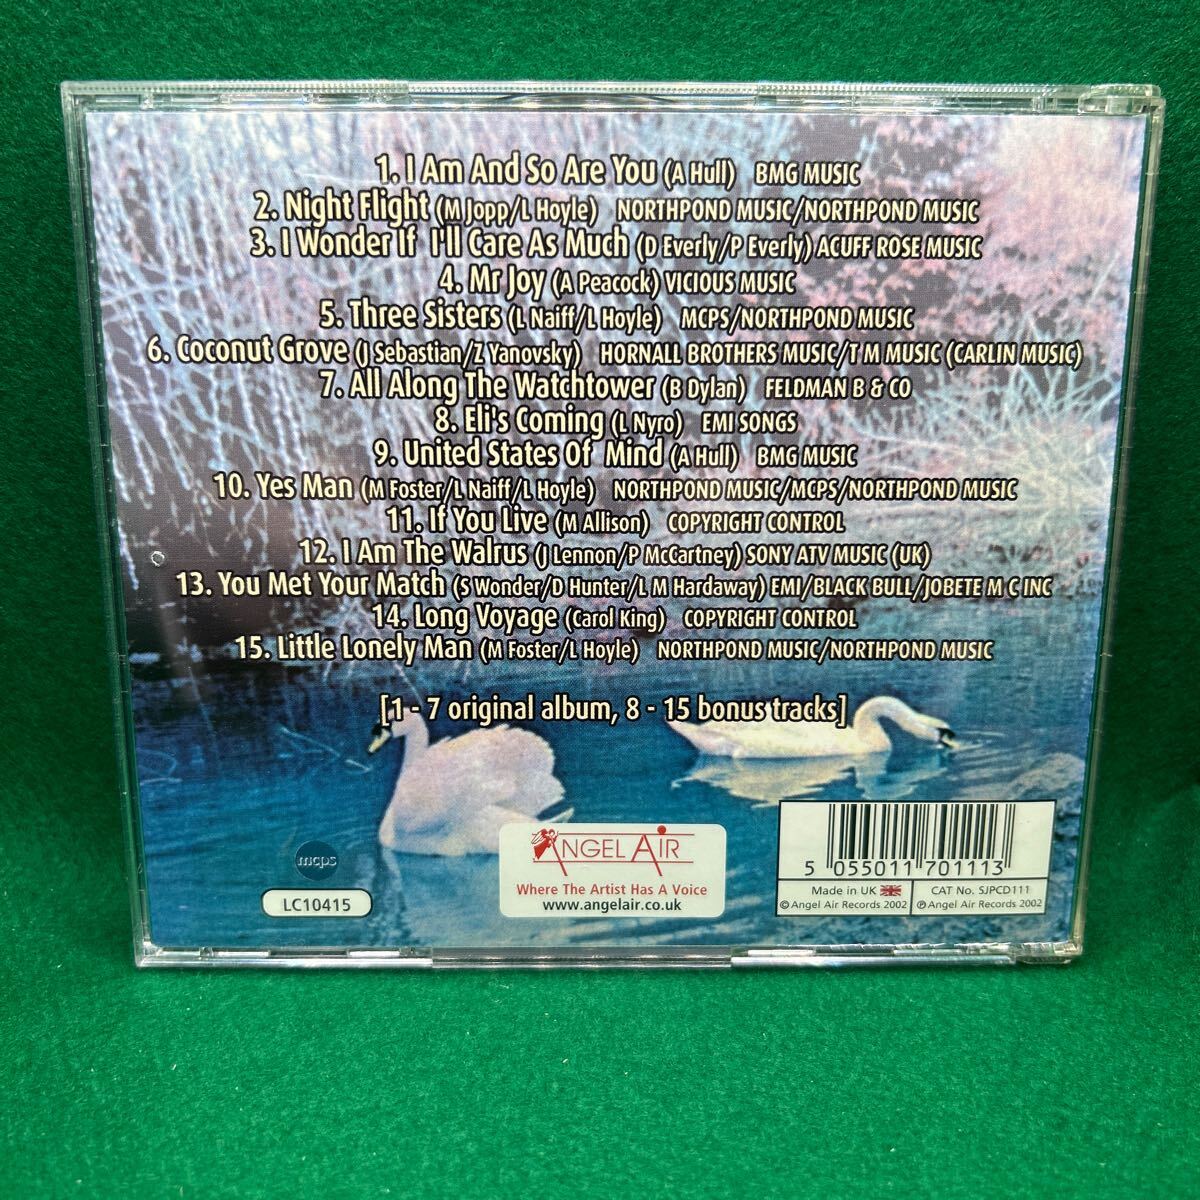 1. I Am And So Are You (A Hull) BMG MUSIC
2. Night Flight (M Jopp/L Hoyle) NORTHPOND MUSIC/NORTHPOND MUSIC
3. I Wonder If I'll Care As Much (D Everly/P Everly) ACUFF ROSE MUSIC
4. Mr Joy (A Peacock) VICIOUS MUSIC
5. Three Sisters (L Naiff/L Hoyle) MCPS/NORTHPOND MUSIC
6. Coconut Grove (J Sebastian/Z Yanovsky) HORNALL BROTHERS MUSIC/T M MUSIC (CARLIN MUSIC)
7. All Along The Watchtower (B Dylan) FELDMAN B & CO
8. Eli's Coming (L Nyro) EMI SONGS
9. United States Of Mind (A Hull) BMG MUSIC
10. Yes Man (M Foster/L Naiff/L Hoyle) NORTHPOND MUSIC/MCPS/NORTHPOND MUSIC
11. If You Live (M Allison) COPYRIGHT CONTROL
12. I Am The Walrus (J Lennon/P McCartney) SONY ATV MUSIC (UK)
13. You Met Your Match (S Wonder/D Hunter/L M Hardaway) EMI/BLACK BULL/JOBETE M C INC
14. Long Voyage (Carol King) COPYRIGHT CONTROL
15. Little Lonely Man (M Foster/L Hoyle) NORTHPOND MUSIC/NORTHPOND MUSIC
[1 - 7 original album, 8 - 15 bonus tracks]
mcps
LC10415
ANGEL AIR
Where The Artist Has A Voice
www.angelair.co.uk
5 055011 701113
Made in UK CAT No. SJPCD111
© Angel Air Records 2002 ℗ Angel Air Records 2002